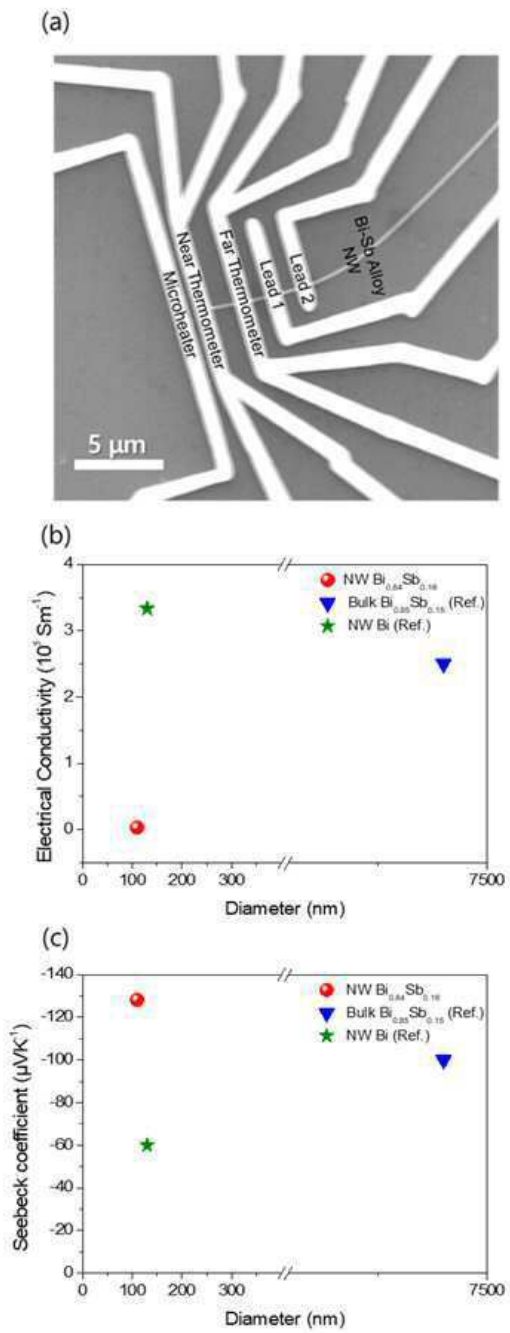 (a)
Microheater
Near Thermometer
Far Thermometer
Lead 1
Lead 2
Bi-Sb Alloy
NW
5 μm
(b)
4
3
2
1
0
Electrical Conductivity (10⁵ Sm⁻¹)
NW Bi₀.₈₄Sb₀.₁₆
Bulk Bi₀.₈₅Sb₀.₁₅ (Ref.)
NW Bi (Ref.)
0 100 200 300 7500
Diameter (nm)
(c)
-140
-120
-100
-80
-60
-40
-20
0
Seebeck coefficient (μVK⁻¹)
NW Bi₀.₈₄Sb₀.₁₆
Bulk Bi₀.₈₅Sb₀.₁₅ (Ref.)
NW Bi (Ref.)
0 100 200 300 7500
Diameter (nm)